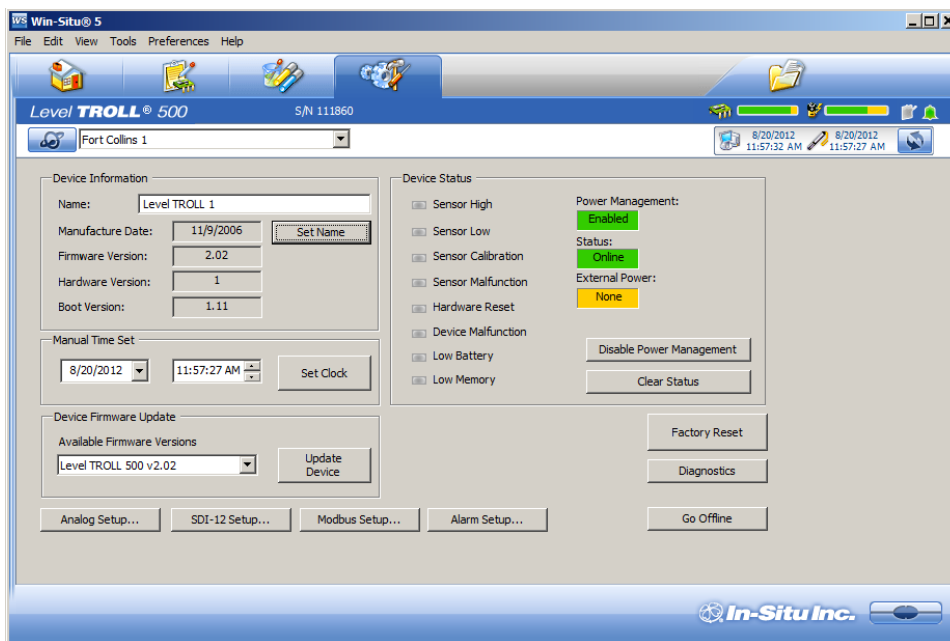 WS Win-Situ® 5
File Edit View Tools Preferences Help
Level TROLL® 500 S/N 111860
Fort Collins 1
8/20/2012 11:57:32 AM
8/20/2012 11:57:27 AM
Device Information
Name: Level TROLL 1
Manufacture Date: 11/9/2006 Set Name
Firmware Version: 2.02
Hardware Version: 1
Boot Version: 1.11
Manual Time Set
8/20/2012 11:57:27 AM Set Clock
Device Firmware Update
Available Firmware Versions
Level TROLL 500 v2.02
Update
Device
Device Status
Sensor High
Sensor Low
Sensor Calibration
Sensor Malfunction
Hardware Reset
Device Malfunction
Low Battery
Low Memory
Power Management:
Enabled
Status:
Online
External Power:
None
Disable Power Management
Clear Status
Factory Reset
Diagnostics
Analog Setup... SDI-12 Setup... Modbus Setup... Alarm Setup... Go Offline
In-Situ Inc.